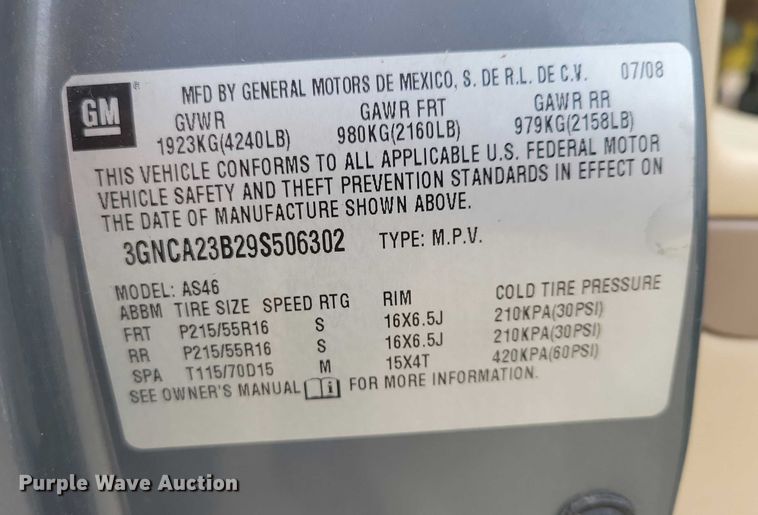 GM
MFD BY GENERAL MOTORS DE MEXICO, S. DE R.L. DE C.V. 07/08
GVWR GAWR FRT GAWR RR
1923KG(4240LB) 980KG(2160LB) 979KG(2158LB)
THIS VEHICLE CONFORMS TO ALL APPLICABLE U.S. FEDERAL MOTOR
VEHICLE SAFETY AND THEFT PREVENTION STANDARDS IN EFFECT ON
THE DATE OF MANUFACTURE SHOWN ABOVE.
3GNCA23B29S506302 TYPE: M.P.V.
MODEL: AS46
ABBM TIRE SIZE SPEED RTG RIM COLD TIRE PRESSURE
FRT P215/55R16 S 16X6.5J 210KPA(30PSI)
RR P215/55R16 S 16X6.5J 210KPA(30PSI)
SPA T115/70D15 M 15X4T 420KPA(60PSI)
SEE OWNER'S MANUAL FOR MORE INFORMATION.
Purple Wave Auction